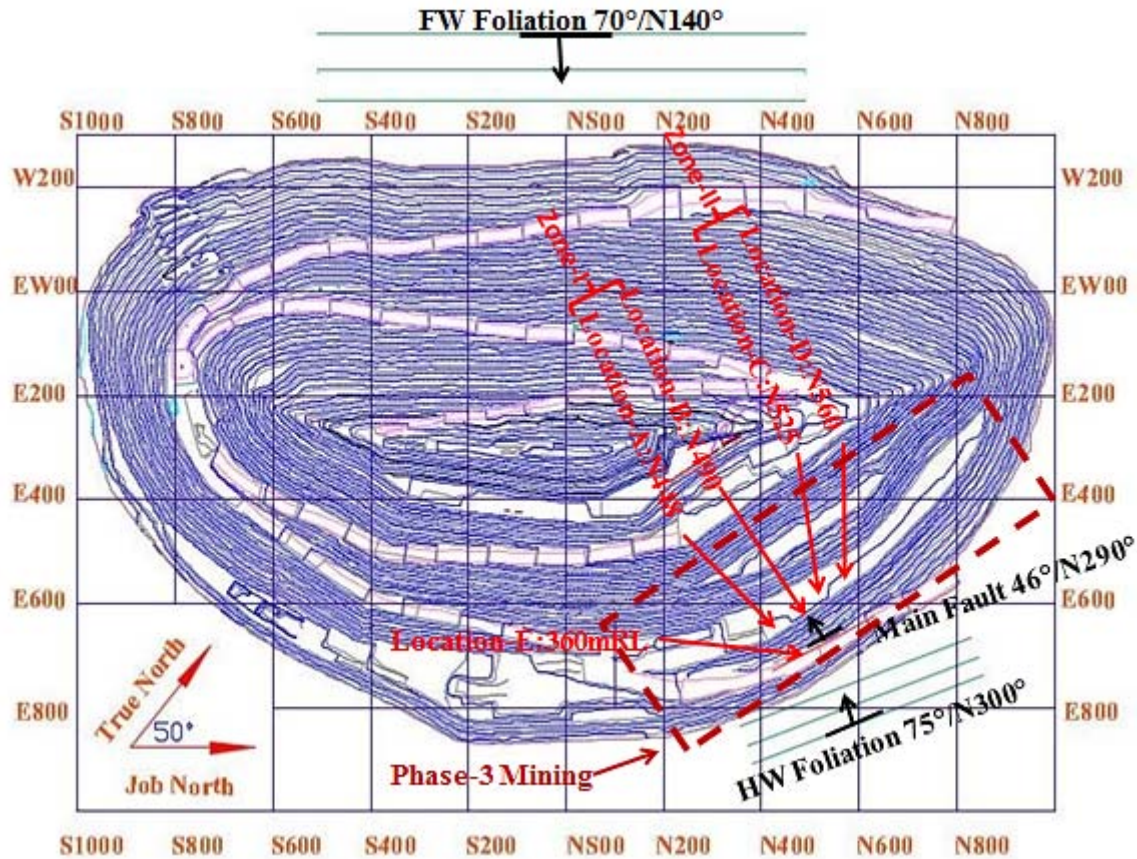 FW Foliation 70°/N140°
S1000 S800 S600 S400 S200 NS00 N200 N400 N600 N800
W200 W200
EW00 EW00
E200 E200
E400 E400
E600 E600
E800 E800
Zone-I
Location-A:N448
Location-B:N490
Zone-II
Location-C:N525
Location-D:N560
Location-E:360mRL
Main Fault 46°/N290°
HW Foliation 75°/N300°
Phase-3 Mining
True North
50°
Job North
S1000 S800 S600 S400 S200 NS00 N200 N400 N600 N800